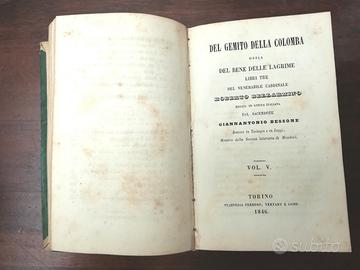 DEL GEMITO DELLA COLOMBA
OSSIA
DEL BENE DELLE LAGRIME
LIBRI TRE
DEL VENERABILE CARDINALE
ROBERTO BELLARMINO
RECATI IN LINGUA ITALIANA
DAL SACERDOTE
GIANNANTONIO BESSONE
Dottore in Teologia e in Leggi,
Membro della Società letteraria di Mondovì,
VOL. V.
TORINO
STAMPERIA FERRERO, VERTAMY E COMP.
1846.
subito